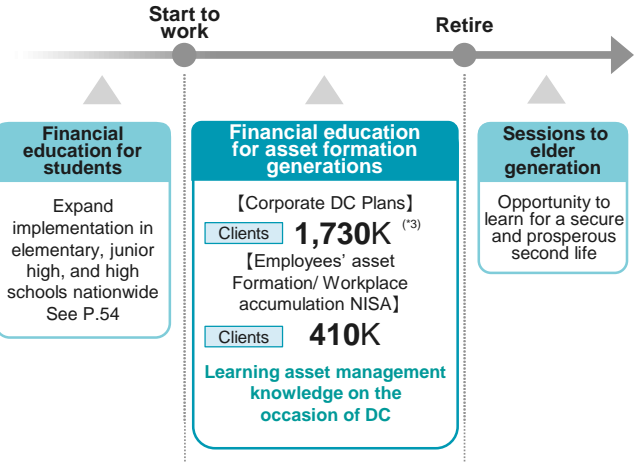 Start to
work
Retire
Financial
education for
students
Expand
implementation in
elementary, junior
high, and high
schools nationwide
See P.54
Financial education
for asset formation
generations
【Corporate DC Plans】
Clients 1,730K (*3)
【Employees’ asset
Formation/ Workplace
accumulation NISA】
Clients 410K
Learning asset management
knowledge on the
occasion of DC
Sessions to
elder
generation
Opportunity to
learn for a secure
and prosperous
second life